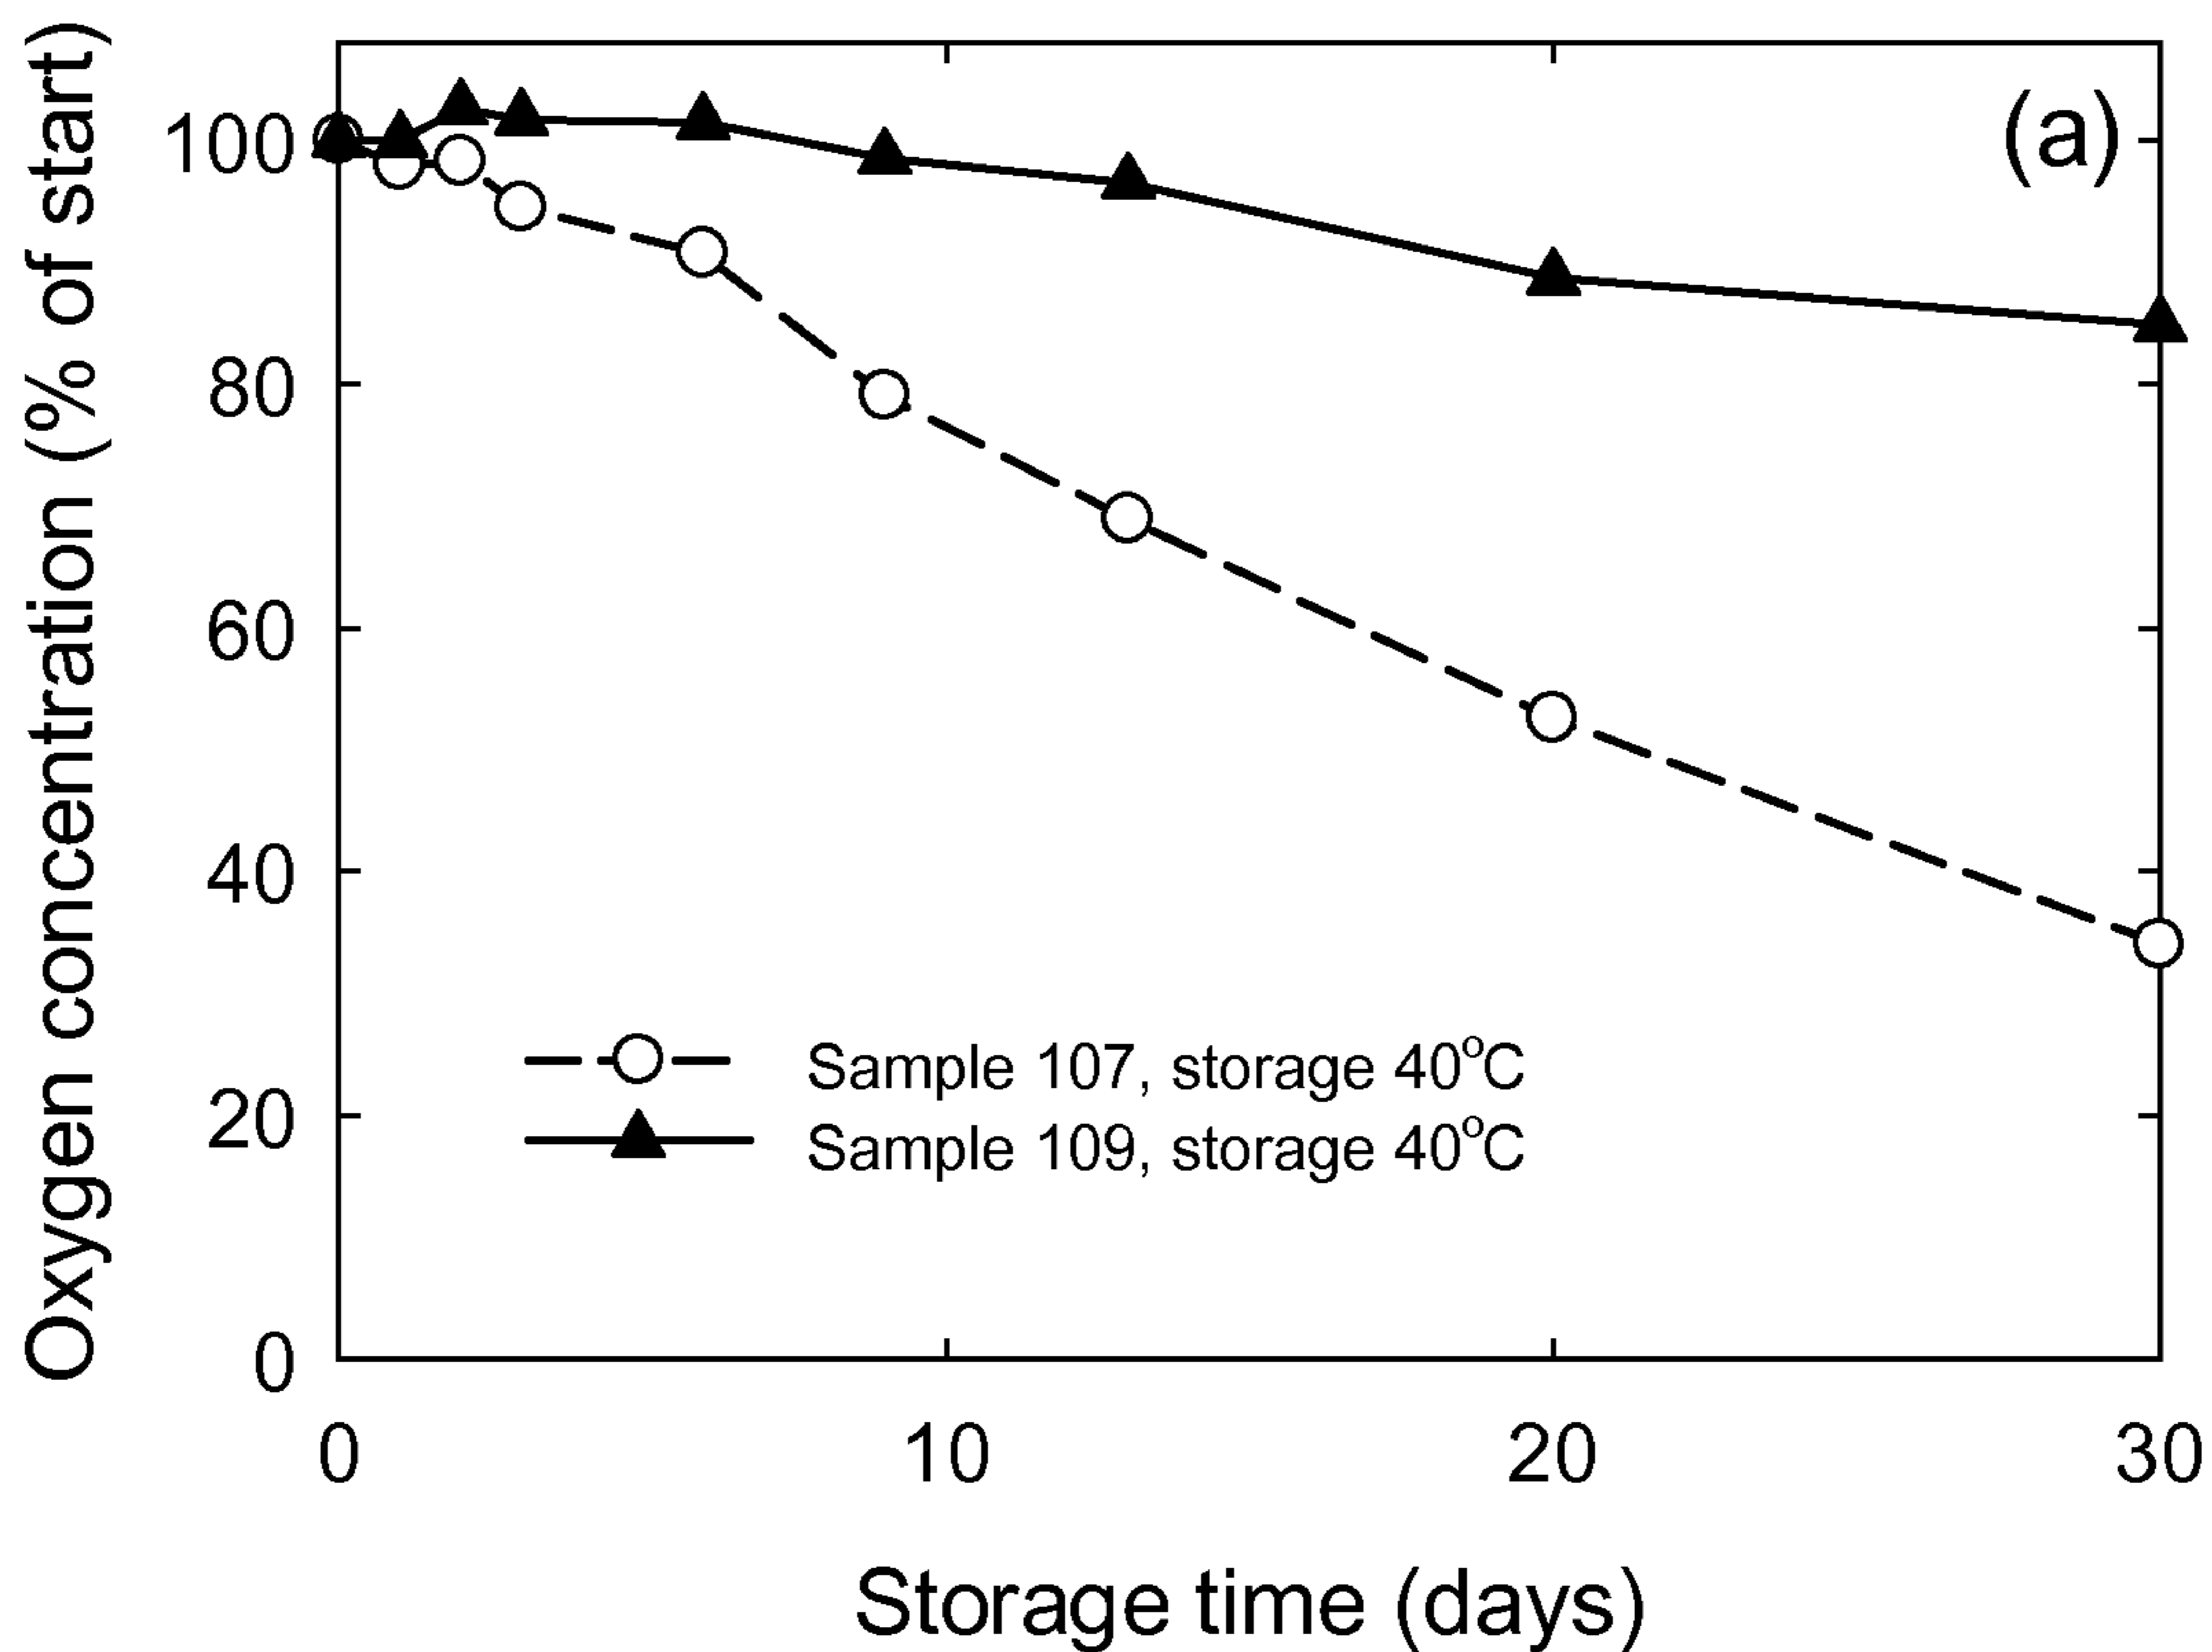 Oxygen concentration (% of start)
(a)
100
80
60
40
20
0
Sample 107, storage 40°C
Sample 109, storage 40°C
0 10 20 30
Storage time (days)